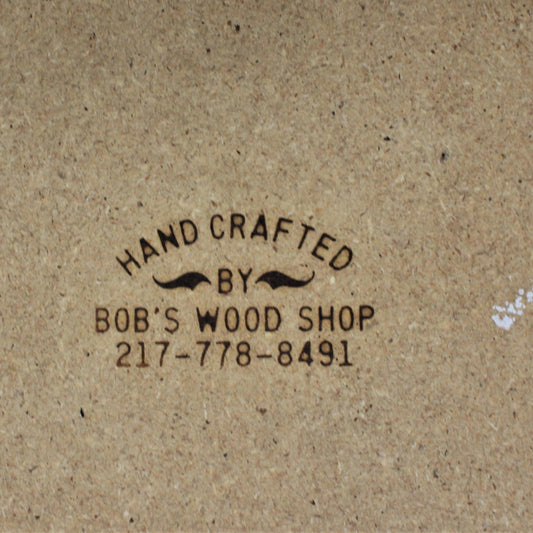 HAND CRAFTED
BY
BOB'S WOOD SHOP
217-778-8491